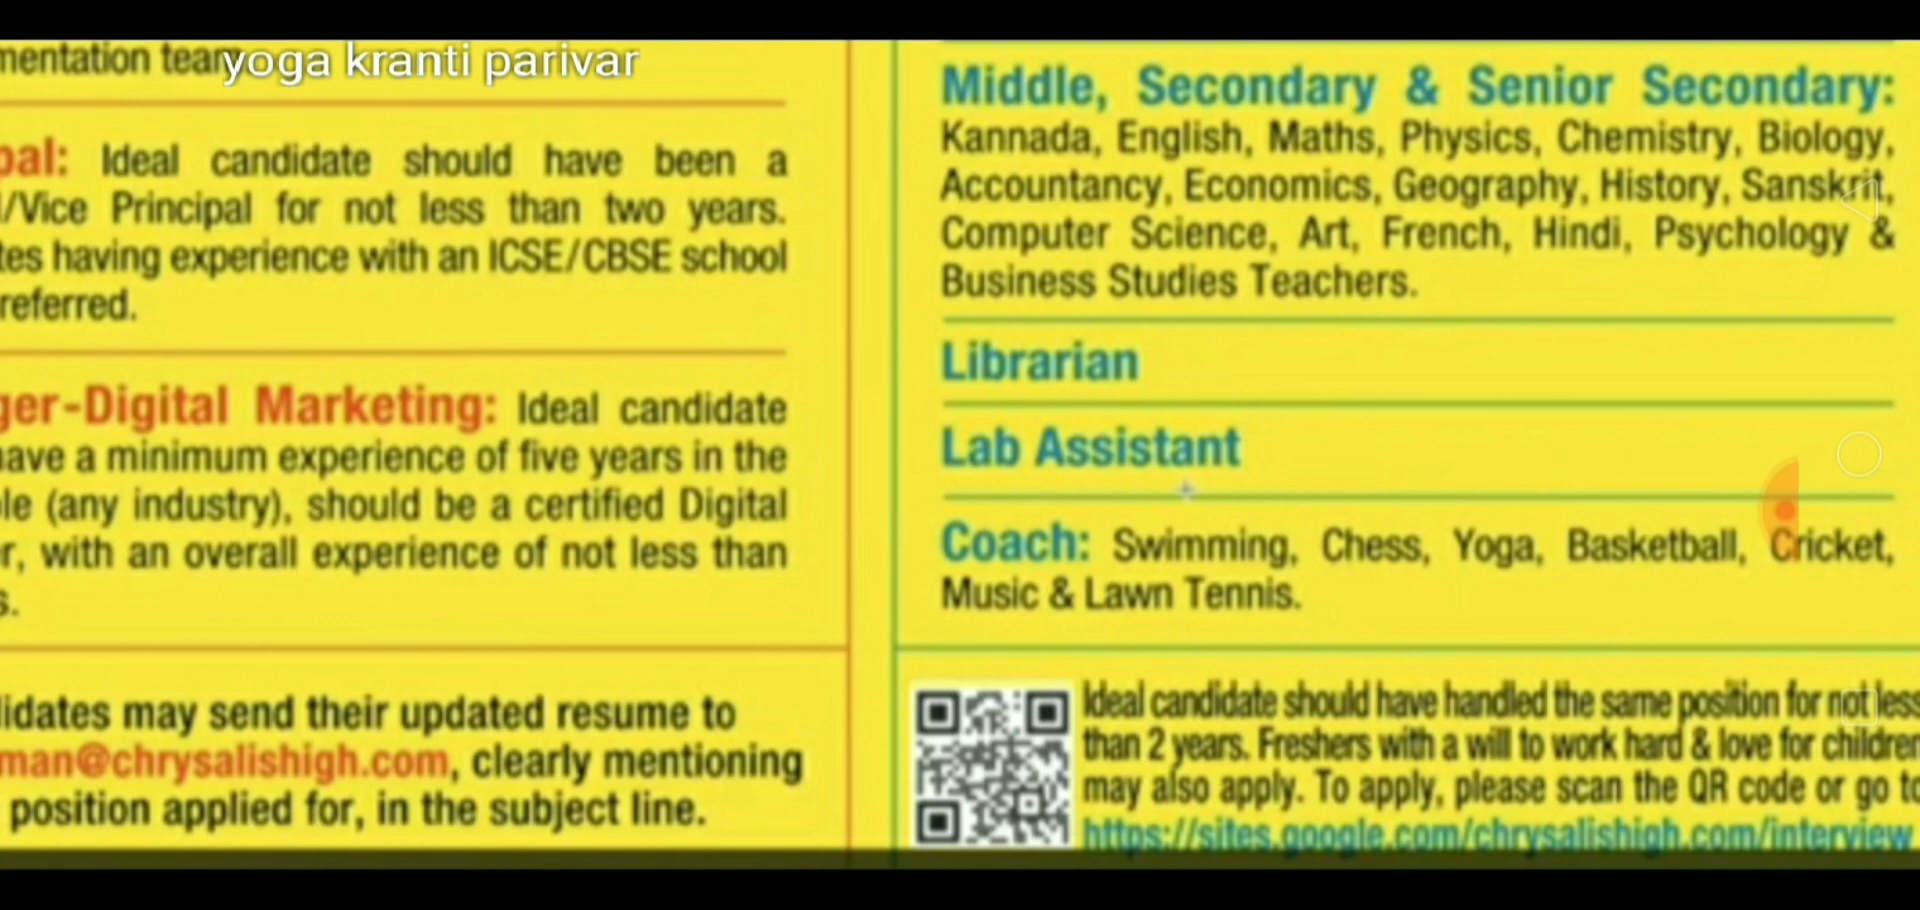 yoga kranti parivar
mentation team
pal: Ideal candidate should have been a
/Vice Principal for not less than two years.
tes having experience with an ICSE/CBSE school
referred.
ger-Digital Marketing: Ideal candidate
have a minimum experience of five years in the
le (any industry), should be a certified Digital
r, with an overall experience of not less than
s.
lidates may send their updated resume to
man@chrysalishigh.com, clearly mentioning
position applied for, in the subject line.
Middle, Secondary & Senior Secondary:
Kannada, English, Maths, Physics, Chemistry, Biology,
Accountancy, Economics, Geography, History, Sanskrit,
Computer Science, Art, French, Hindi, Psychology &
Business Studies Teachers.
Librarian
Lab Assistant
Coach: Swimming, Chess, Yoga, Basketball, Cricket,
Music & Lawn Tennis.
Ideal candidate should have handled the same position for not less
than 2 years. Freshers with a will to work hard & love for children
may also apply. To apply, please scan the QR code or go to
https://sites.google.com/chrysalishigh.com/interview